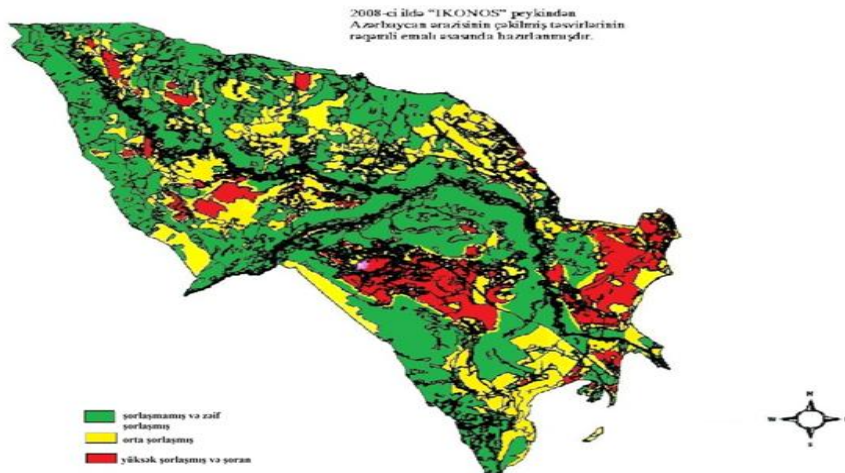 2008-ci ildə "IKONOS" peykindən
Azərbaycan ərazisinin çəkilmiş təsvirlərinin
rəqəmli emalı əsasında hazırlanmışdır.
şorlaşmamış və zəif
şorlaşmış
orta şorlaşmış
yüksək şorlaşmış və şoran
N
W
S